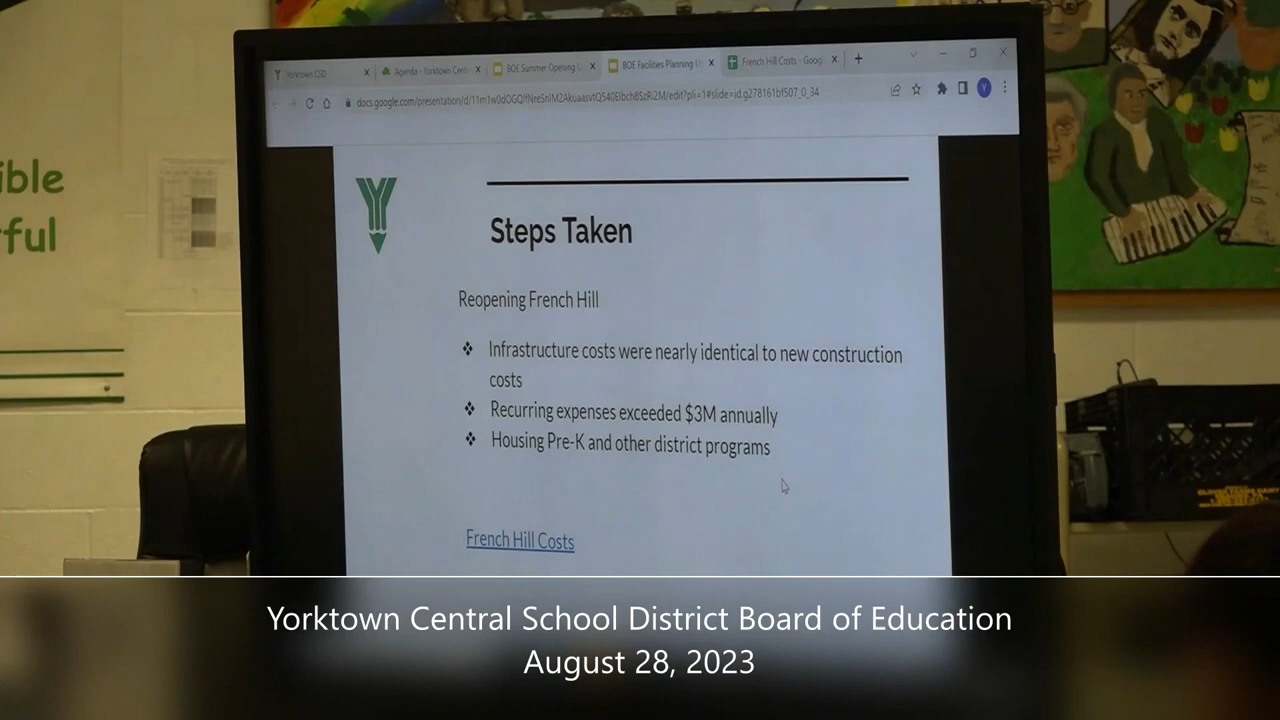 Yorktown CSD
Agenda - Yorktown Cent
BOE Summer Opening U
BOE Facilities Planning U
French Hill Costs - Googl
ible
rful
Steps Taken
Reopening French Hill
Infrastructure costs were nearly identical to new construction
costs
Recurring expenses exceeded $3M annually
Housing Pre-K and other district programs
French Hill Costs
Yorktown Central School District Board of Education
August 28, 2023